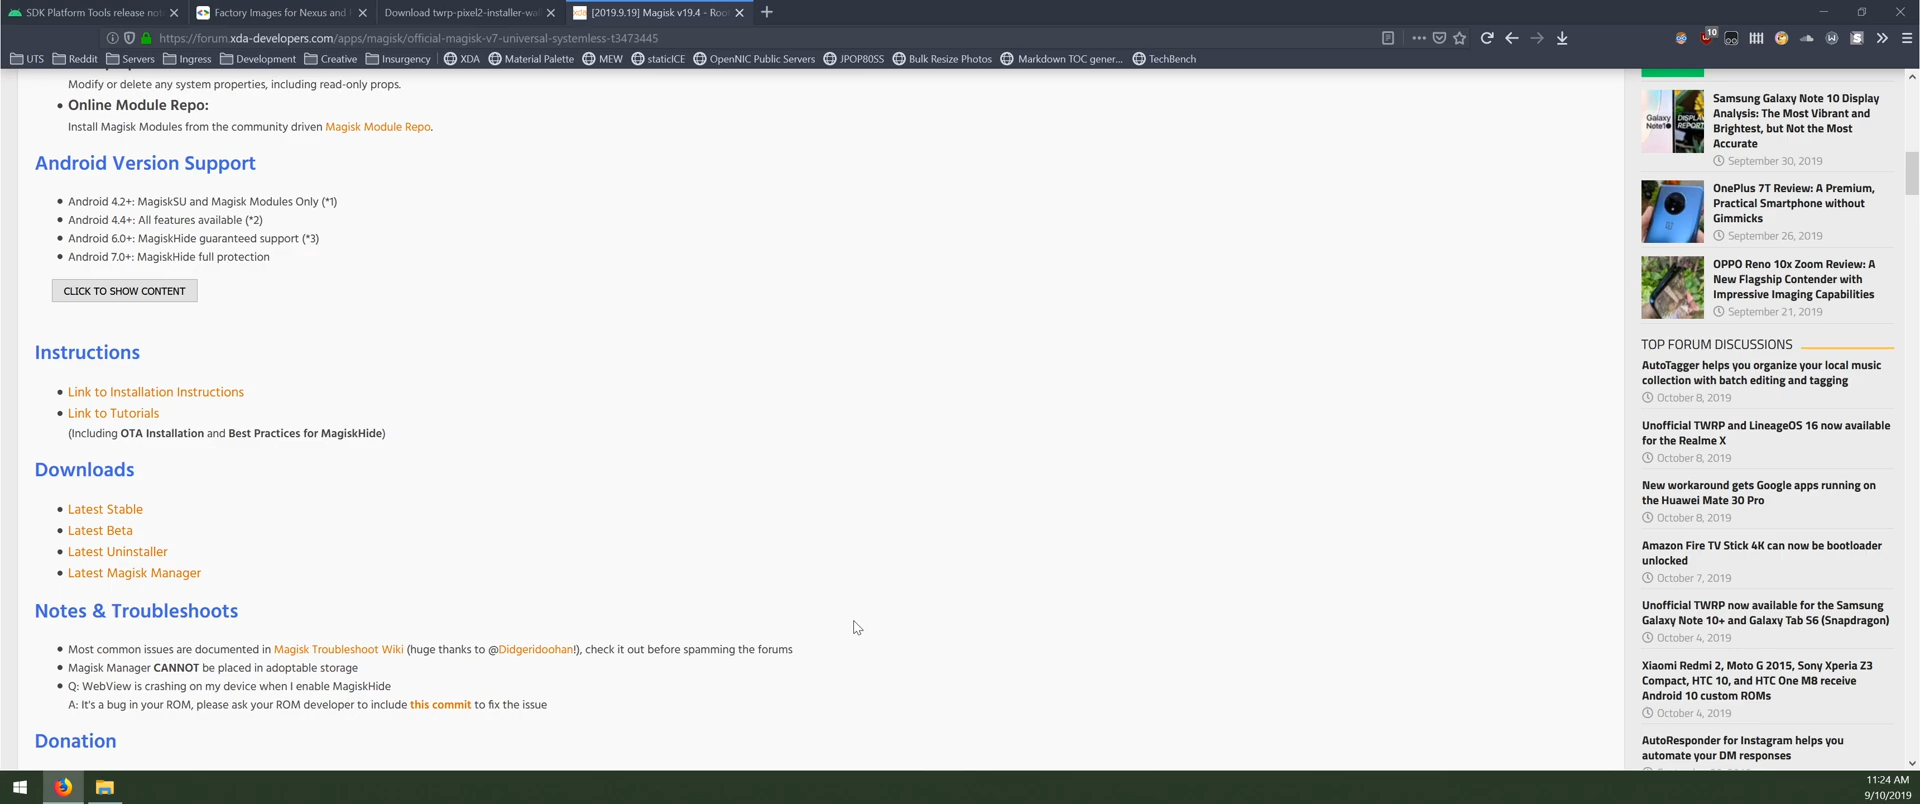 SDK Platform Tools release not
Factory Images for Nexus and
Download twrp-pixel2-installer-wal
xda [2019.9.19] Magisk v19.4 - Roo
https://forum.xda-developers.com/apps/magisk/official-magisk-v7-universal-systemless-t3473445
10
UTS Reddit Servers Ingress Development Creative Insurgency XDA Material Palette MEW staticICE OpenNIC Public Servers JPOP80SS Bulk Resize Photos Markdown TOC gener... TechBench
Modify or delete any system properties, including read-only props.
• Online Module Repo:
Install Magisk Modules from the community driven Magisk Module Repo.
Android Version Support
• Android 4.2+: MagiskSU and Magisk Modules Only (*1)
• Android 4.4+: All features available (*2)
• Android 6.0+: MagiskHide guaranteed support (*3)
• Android 7.0+: MagiskHide full protection
CLICK TO SHOW CONTENT
Instructions
• Link to Installation Instructions
• Link to Tutorials
(Including OTA Installation and Best Practices for MagiskHide)
Downloads
• Latest Stable
• Latest Beta
• Latest Uninstaller
• Latest Magisk Manager
Notes & Troubleshoots
• Most common issues are documented in Magisk Troubleshoot Wiki (huge thanks to @Didgeridoohan!), check it out before spamming the forums
• Magisk Manager CANNOT be placed in adoptable storage
• Q: WebView is crashing on my device when I enable MagiskHide
A: It's a bug in your ROM, please ask your ROM developer to include this commit to fix the issue
Donation
Galaxy
Note10
DISPLAY
REPORT
Samsung Galaxy Note 10 Display
Analysis: The Most Vibrant and
Brightest, but Not the Most
Accurate
September 30, 2019
OnePlus 7T Review: A Premium,
Practical Smartphone without
Gimmicks
September 26, 2019
OPPO Reno 10x Zoom Review: A
New Flagship Contender with
Impressive Imaging Capabilities
September 21, 2019
TOP FORUM DISCUSSIONS
AutoTagger helps you organize your local music
collection with batch editing and tagging
October 8, 2019
Unofficial TWRP and LineageOS 16 now available
for the Realme X
October 8, 2019
New workaround gets Google apps running on
the Huawei Mate 30 Pro
October 8, 2019
Amazon Fire TV Stick 4K can now be bootloader
unlocked
October 7, 2019
Unofficial TWRP now available for the Samsung
Galaxy Note 10+ and Galaxy Tab S6 (Snapdragon)
October 4, 2019
Xiaomi Redmi 2, Moto G 2015, Sony Xperia Z3
Compact, HTC 10, and HTC One M8 receive
Android 10 custom ROMs
October 4, 2019
AutoResponder for Instagram helps you
automate your DM responses
11:24 AM
9/10/2019